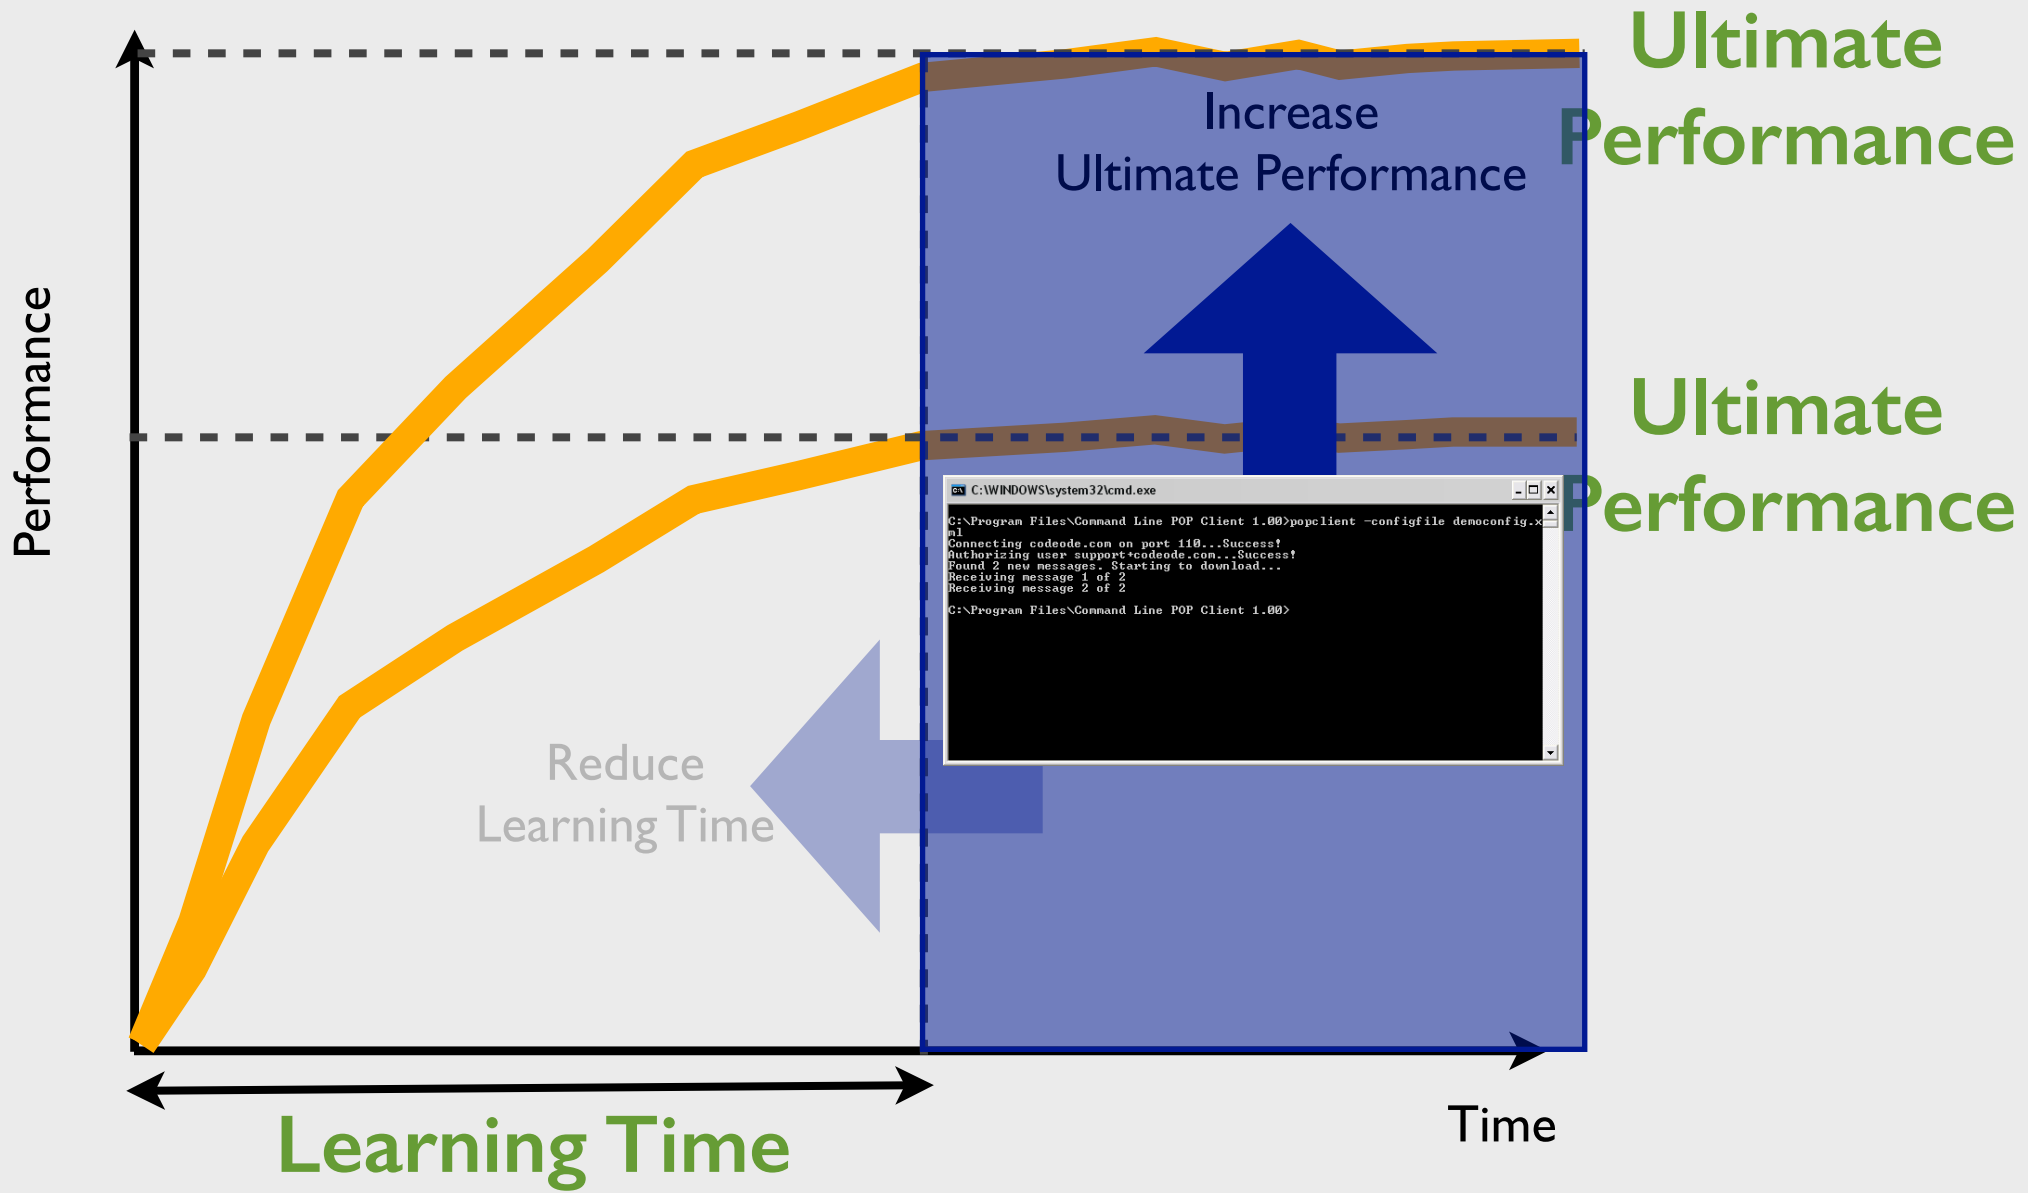 Ultimate
Performance
Increase
Ultimate Performance
Performance
Ultimate
Performance
C:\WINDOWS\system32\cmd.exe
C:\Program Files\Command Line POP Client 1.00>popclient -configfile democonfig.x
ml
Connecting codeode.com on port 110...Success!
Authorizing user support+codeode.com...Success!
Found 2 new messages. Starting to download...
Receiving message 1 of 2
Receiving message 2 of 2
C:\Program Files\Command Line POP Client 1.00>
Reduce
Learning Time
Time
Learning Time